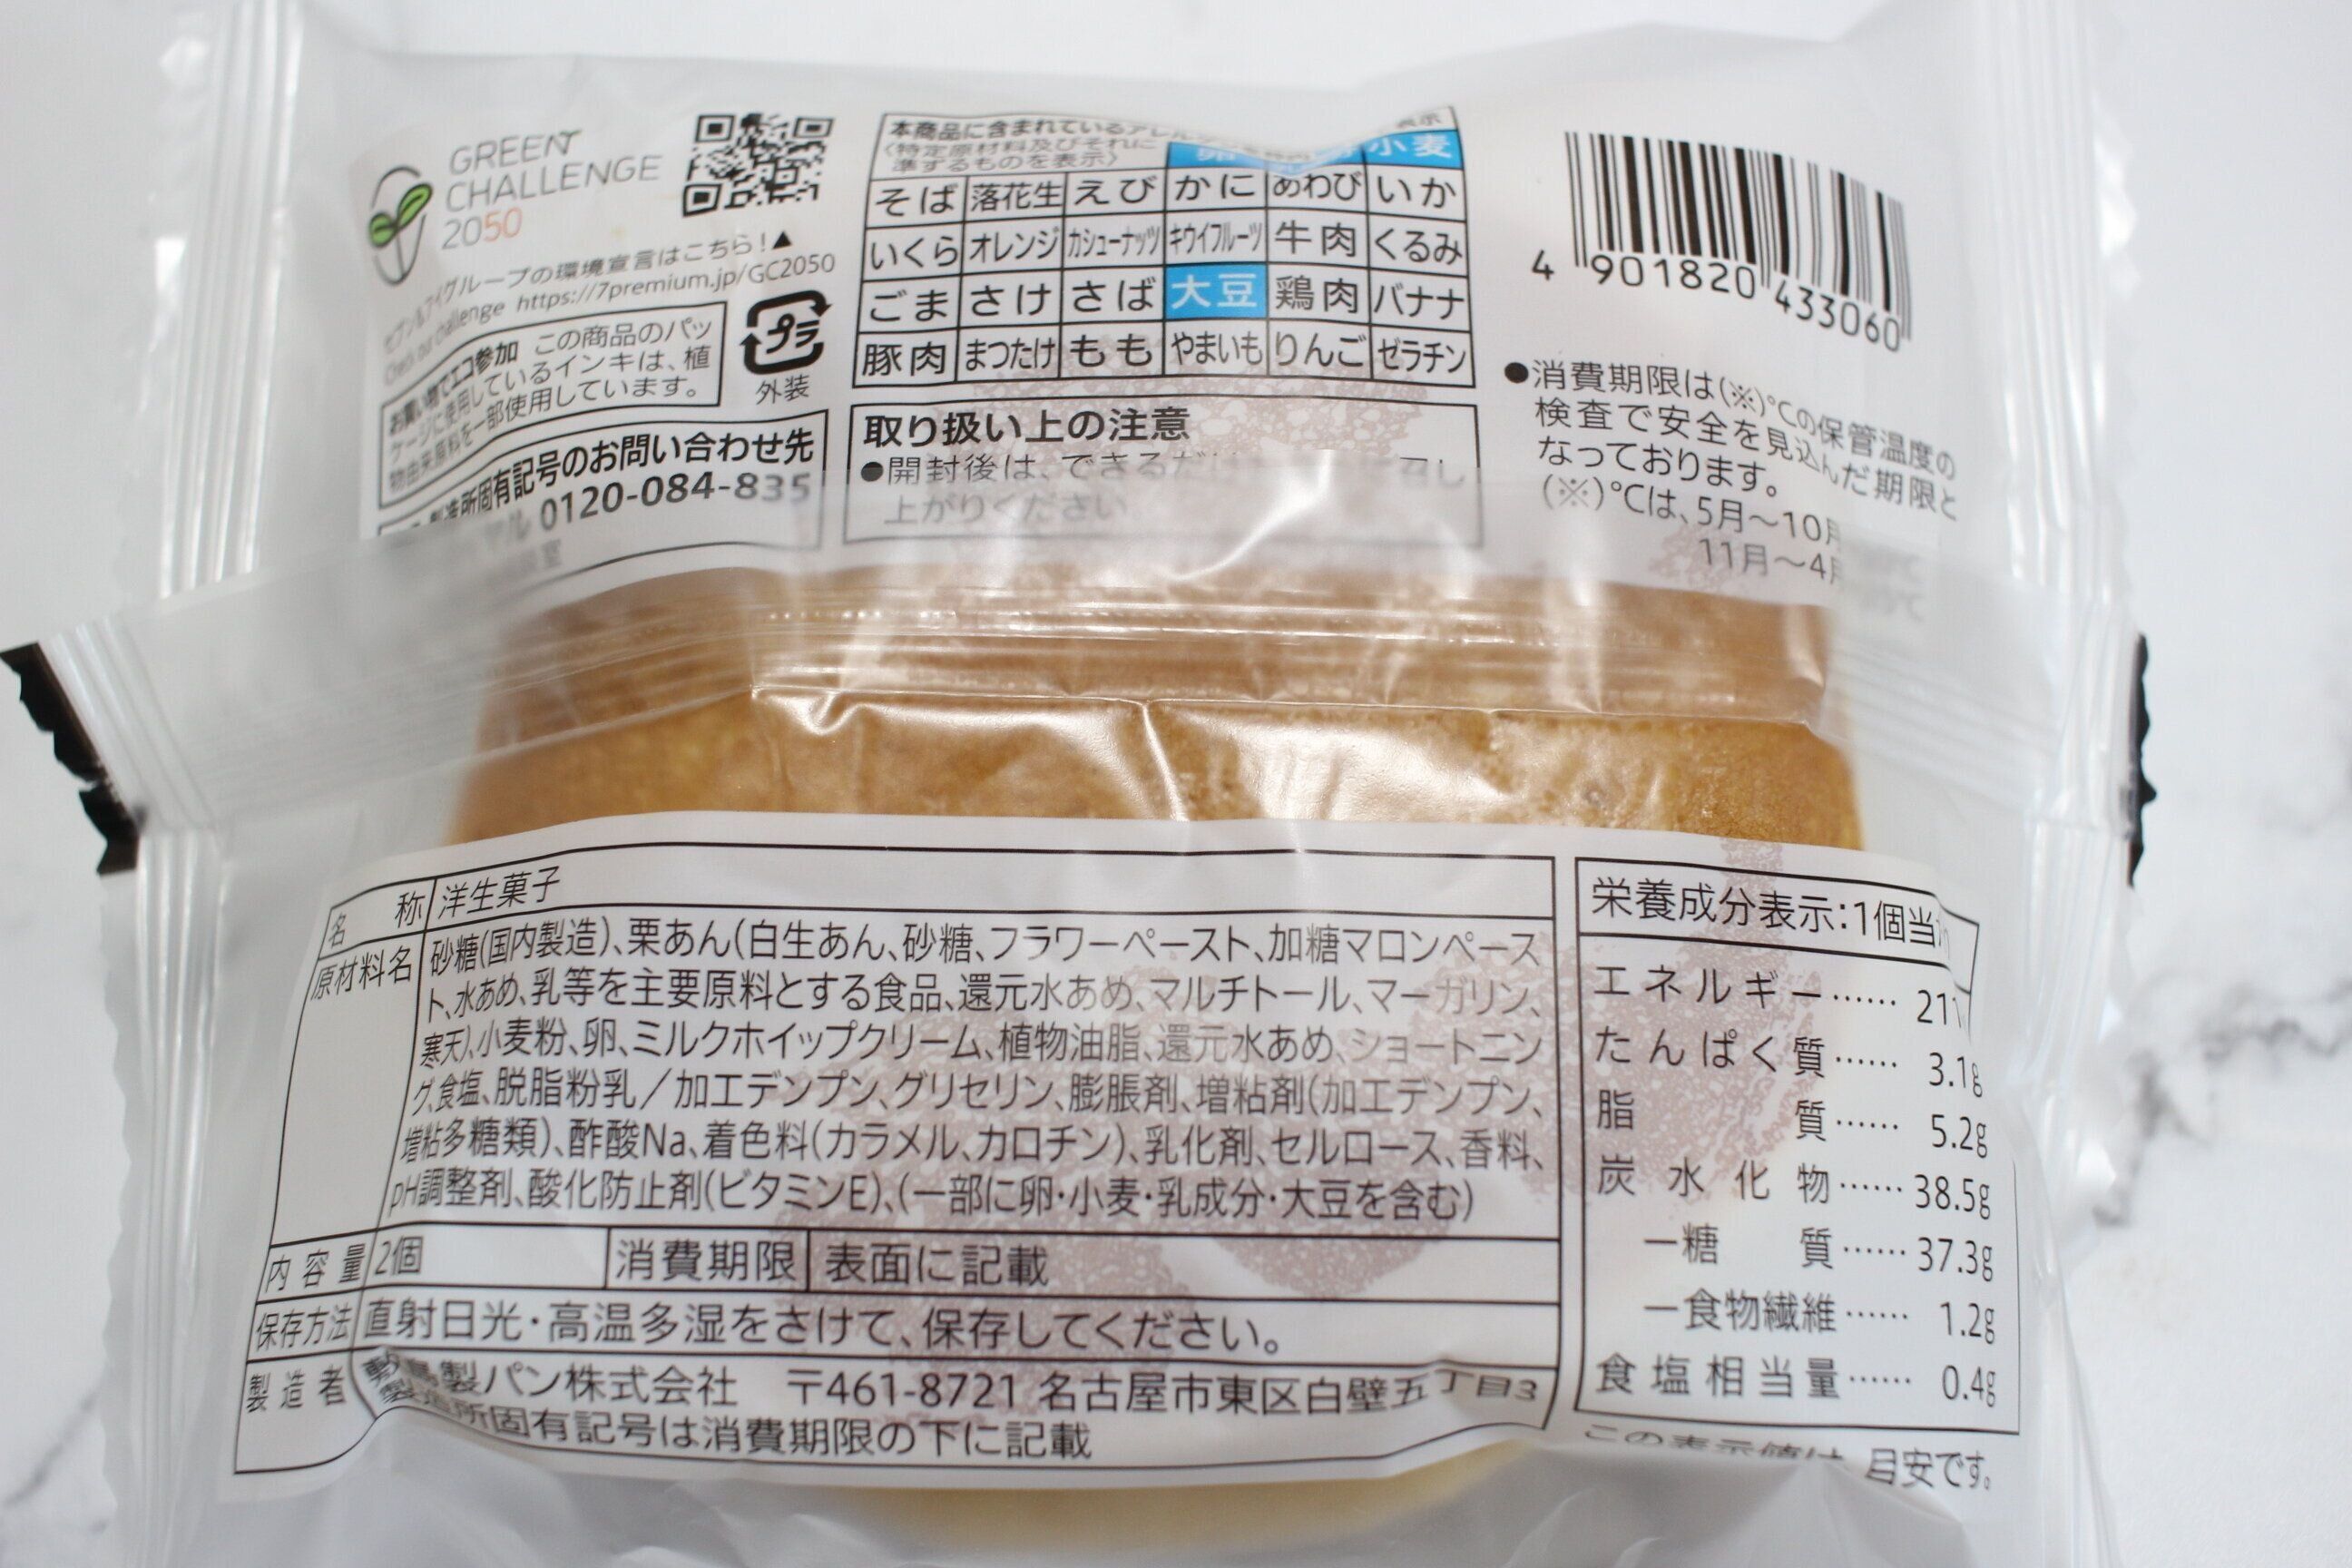 GREEN
CHALLENGE
2050
セブン&アイグループの環境宣言はこちら!▲
Check out challenge https://7premium.jp/GC2050
お買い物でエコ参加 この商品のパッ
ケージに使用しているインキは、植
物由来原料を一部使用しています。
プラ
外装
製造所固有記号のお問い合わせ先
0120-084-835
本商品に含まれているアレル 表示
〈特定原材料及びそれに
準ずるものを表示〉
卵 小麦
そば 落花生 えび かに あわび いか
いくら オレンジ カシューナッツ キウイフルーツ 牛肉 くるみ
ごま さけ さば 大豆 鶏肉 バナナ
豚肉 まつたけ もも やまいも りんご ゼラチン
取り扱い上の注意
●開封後は、できるだ 召し
上がりください
4 901820 433060
●消費期限は(※)℃の保管温度の
検査で安全を見込んだ期限と
なっております。
(※)℃は、5月〜10月
11月〜4月
名称 洋生菓子
原材料名 砂糖(国内製造)、栗あん(白生あん、砂糖、フラワーペースト、加糖マロンペース
ト、水あめ、乳等を主要原料とする食品、還元水あめ、マルチトール、マーガリン、
寒天)、小麦粉、卵、ミルクホイップクリーム、植物油脂、還元水あめ、ショートニン
グ、食塩、脱脂粉乳/加工デンプン、グリセリン、膨脹剤、増粘剤(加工デンプン、
増粘多糖類)、酢酸Na、着色料(カラメル、カロチン)、乳化剤、セルロース、香料、
pH調整剤、酸化防止剤(ビタミンE)、(一部に卵・小麦・乳成分・大豆を含む)
内容量 2個 消費期限 表面に記載
保存方法 直射日光・高温多湿をさけて、保存してください。
製造者 敷島製パン株式会社 〒461-8721 名古屋市東区白壁五丁目3
製造所固有記号は消費期限の下に記載
栄養成分表示:1個当
エネルギー…… 211
たんぱく質…… 3.1g
脂質…… 5.2g
炭水化物…… 38.5g
－糖質…… 37.3g
－食物繊維…… 1.2g
食塩相当量…… 0.4g
この表示値は、目安です。